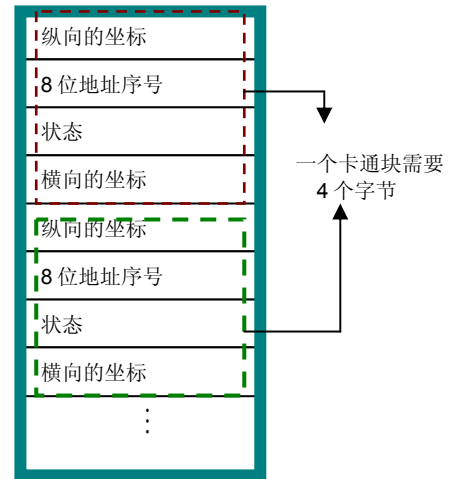 纵向的坐标
8位地址序号
状态
横向的坐标
纵向的坐标
8位地址序号
状态
横向的坐标
⋮
一个卡通块需要
4个字节